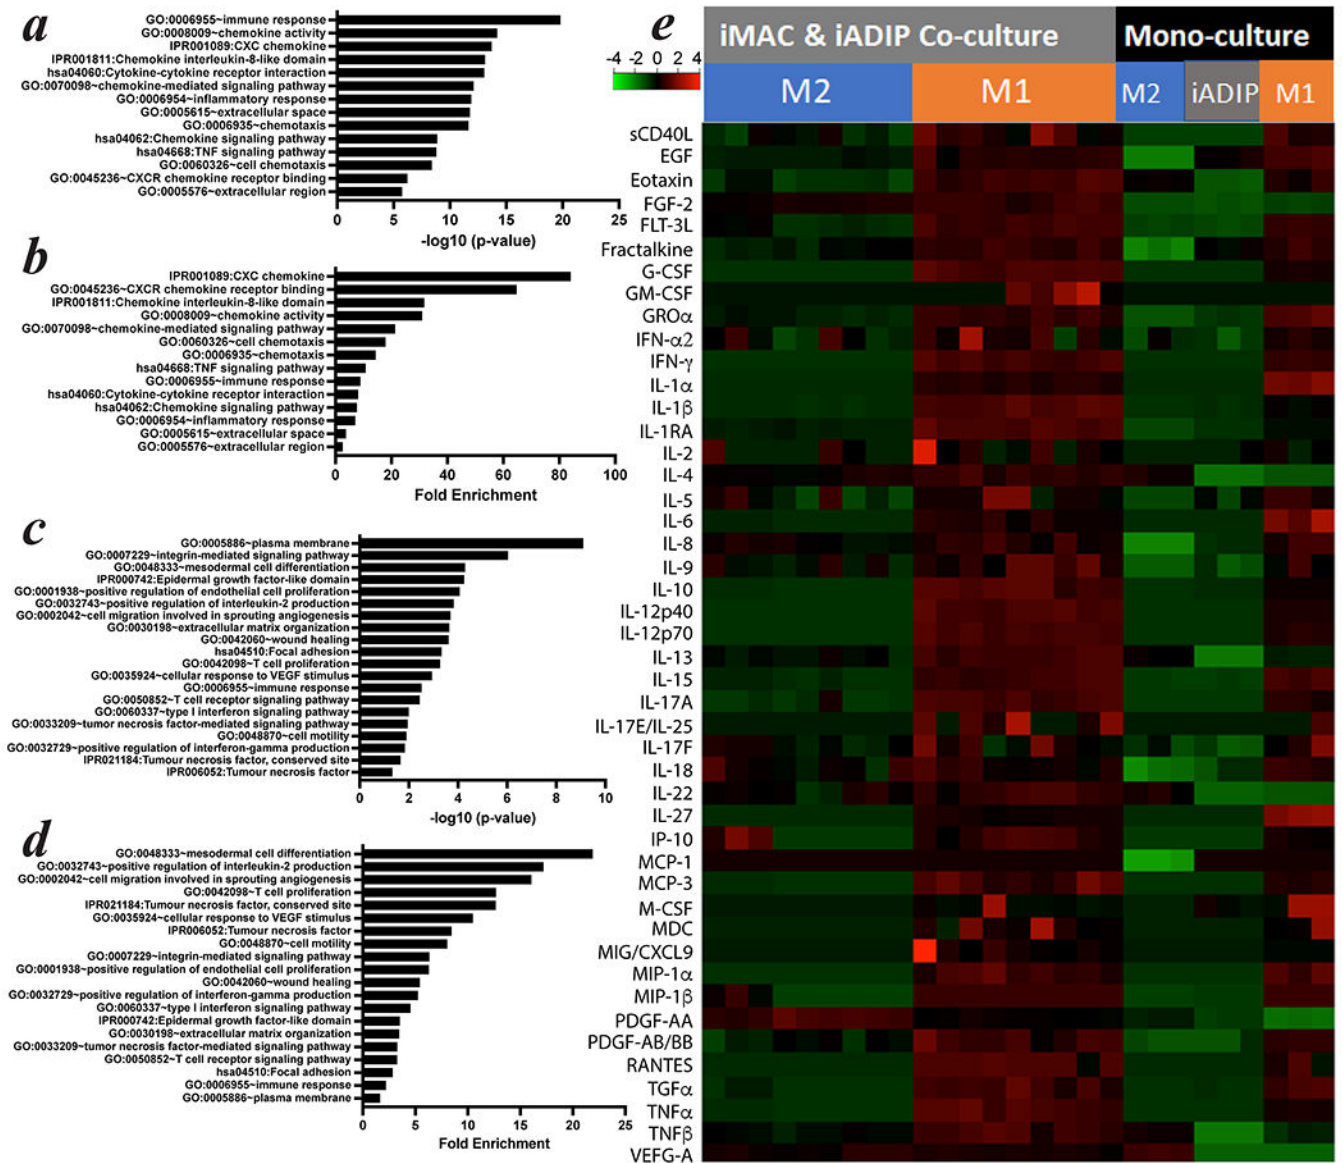 a
GO:0006955~immune response
GO:0008009~chemokine activity
IPR001089:CXC chemokine
IPR001811:Chemokine interleukin-8-like domain
hsa04060:Cytokine-cytokine receptor interaction
GO:0070098~chemokine-mediated signaling pathway
GO:0006954~inflammatory response
GO:0005615~extracellular space
GO:0006935~chemotaxis
hsa04062:Chemokine signaling pathway
hsa04668:TNF signaling pathway
GO:0060326~cell chemotaxis
GO:0045236~CXCR chemokine receptor binding
GO:0005576~extracellular region
0 5 10 15 20 25
-log10 (p-value)
b
IPR001089:CXC chemokine
GO:0045236~CXCR chemokine receptor binding
IPR001811:Chemokine interleukin-8-like domain
GO:0008009~chemokine activity
GO:0070098~chemokine-mediated signaling pathway
GO:0060326~cell chemotaxis
GO:0006935~chemotaxis
hsa04668:TNF signaling pathway
GO:0006955~immune response
hsa04060:Cytokine-cytokine receptor interaction
hsa04062:Chemokine signaling pathway
GO:0006954~inflammatory response
GO:0005615~extracellular space
GO:0005576~extracellular region
0 20 40 60 80 100
Fold Enrichment
c
GO:0005886~plasma membrane
GO:0007229~integrin-mediated signaling pathway
GO:0048333~mesodermal cell differentiation
IPR000742:Epidermal growth factor-like domain
GO:0001938~positive regulation of endothelial cell proliferation
GO:0032743~positive regulation of interleukin-2 production
GO:0002042~cell migration involved in sprouting angiogenesis
GO:0030198~extracellular matrix organization
GO:0042060~wound healing
hsa04510:Focal adhesion
GO:0042098~T cell proliferation
GO:0035924~cellular response to VEGF stimulus
GO:0006955~immune response
GO:0050852~T cell receptor signaling pathway
GO:0060337~type I interferon signaling pathway
GO:0033209~tumor necrosis factor-mediated signaling pathway
GO:0048870~cell motility
GO:0032729~positive regulation of interferon-gamma production
IPR021184:Tumour necrosis factor, conserved site
IPR006052:Tumour necrosis factor
0 2 4 6 8 10
-log10 (p-value)
d
GO:0048333~mesodermal cell differentiation
GO:0032743~positive regulation of interleukin-2 production
GO:0002042~cell migration involved in sprouting angiogenesis
GO:0042098~T cell proliferation
IPR021184:Tumour necrosis factor, conserved site
GO:0035924~cellular response to VEGF stimulus
IPR006052:Tumour necrosis factor
GO:0048870~cell motility
GO:0007229~integrin-mediated signaling pathway
GO:0001938~positive regulation of endothelial cell proliferation
GO:0042060~wound healing
GO:0032729~positive regulation of interferon-gamma production
GO:0060337~type I interferon signaling pathway
IPR000742:Epidermal growth factor-like domain
GO:0030198~extracellular matrix organization
GO:0033209~tumor necrosis factor-mediated signaling pathway
GO:0050852~T cell receptor signaling pathway
hsa04510:Focal adhesion
GO:0006955~immune response
GO:0005886~plasma membrane
0 5 10 15 20 25
Fold Enrichment
e
-4 -2 0 2 4
iMAC & iADIP Co-culture Mono-culture
M2 M1 M2 iADIP M1
sCD40L
EGF
Eotaxin
FGF-2
FLT-3L
Fractalkine
G-CSF
GM-CSF
GROα
IFN-α2
IFN-γ
IL-1α
IL-1β
IL-1RA
IL-2
IL-4
IL-5
IL-6
IL-8
IL-9
IL-10
IL-12p40
IL-12p70
IL-13
IL-15
IL-17A
IL-17E/IL-25
IL-17F
IL-18
IL-22
IL-27
IP-10
MCP-1
MCP-3
M-CSF
MDC
MIG/CXCL9
MIP-1α
MIP-1β
PDGF-AA
PDGF-AB/BB
RANTES
TGFα
TNFα
TNFβ
VEFG-A